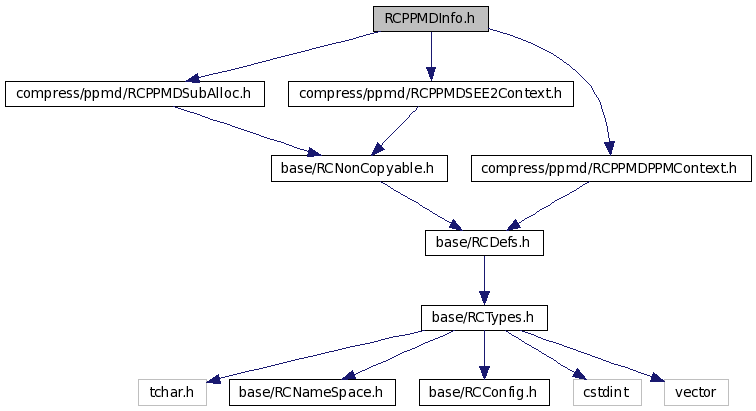 RCPPMDInfo.h
compress/ppmd/RCPPMDSubAlloc.h
compress/ppmd/RCPPMDSEE2Context.h
base/RCNonCopyable.h
compress/ppmd/RCPPMDPPMContext.h
base/RCDefs.h
base/RCTypes.h
tchar.h
base/RCNameSpace.h
base/RCConfig.h
cstdint
vector